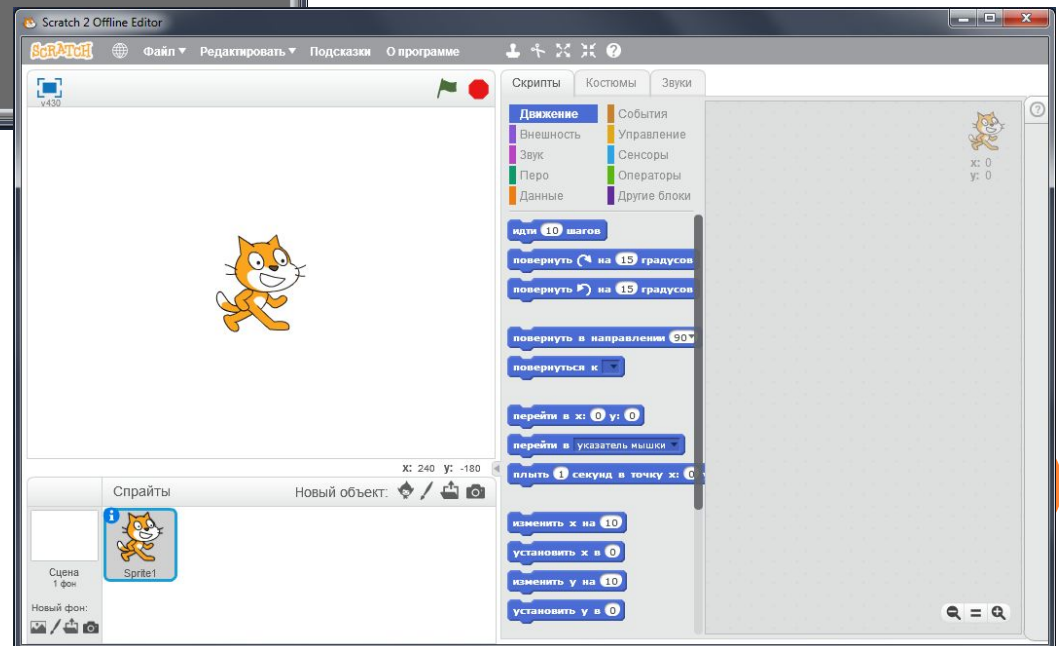 Scratch 2 Offline Editor
SCRATCH Файл Редактировать Подсказки О программе
v430
Скрипты Костюмы Звуки
Движение События
Внешность Управление
Звук Сенсоры
Перо Операторы
Данные Другие блоки
x: 0
y: 0
идти 10 шагов
повернуть на 15 градусов
повернуть на 15 градусов
повернуть в направлении 90
повернуться к
перейти в x: 0 y: 0
перейти в указатель мышки
плыть 1 секунд в точку x: 0
изменить x на 10
установить x в 0
изменить y на 10
установить y в 0
X: 240 Y: -180
Спрайты Новый объект:
Sprite1
Сцена
1 фон
Новый фон: